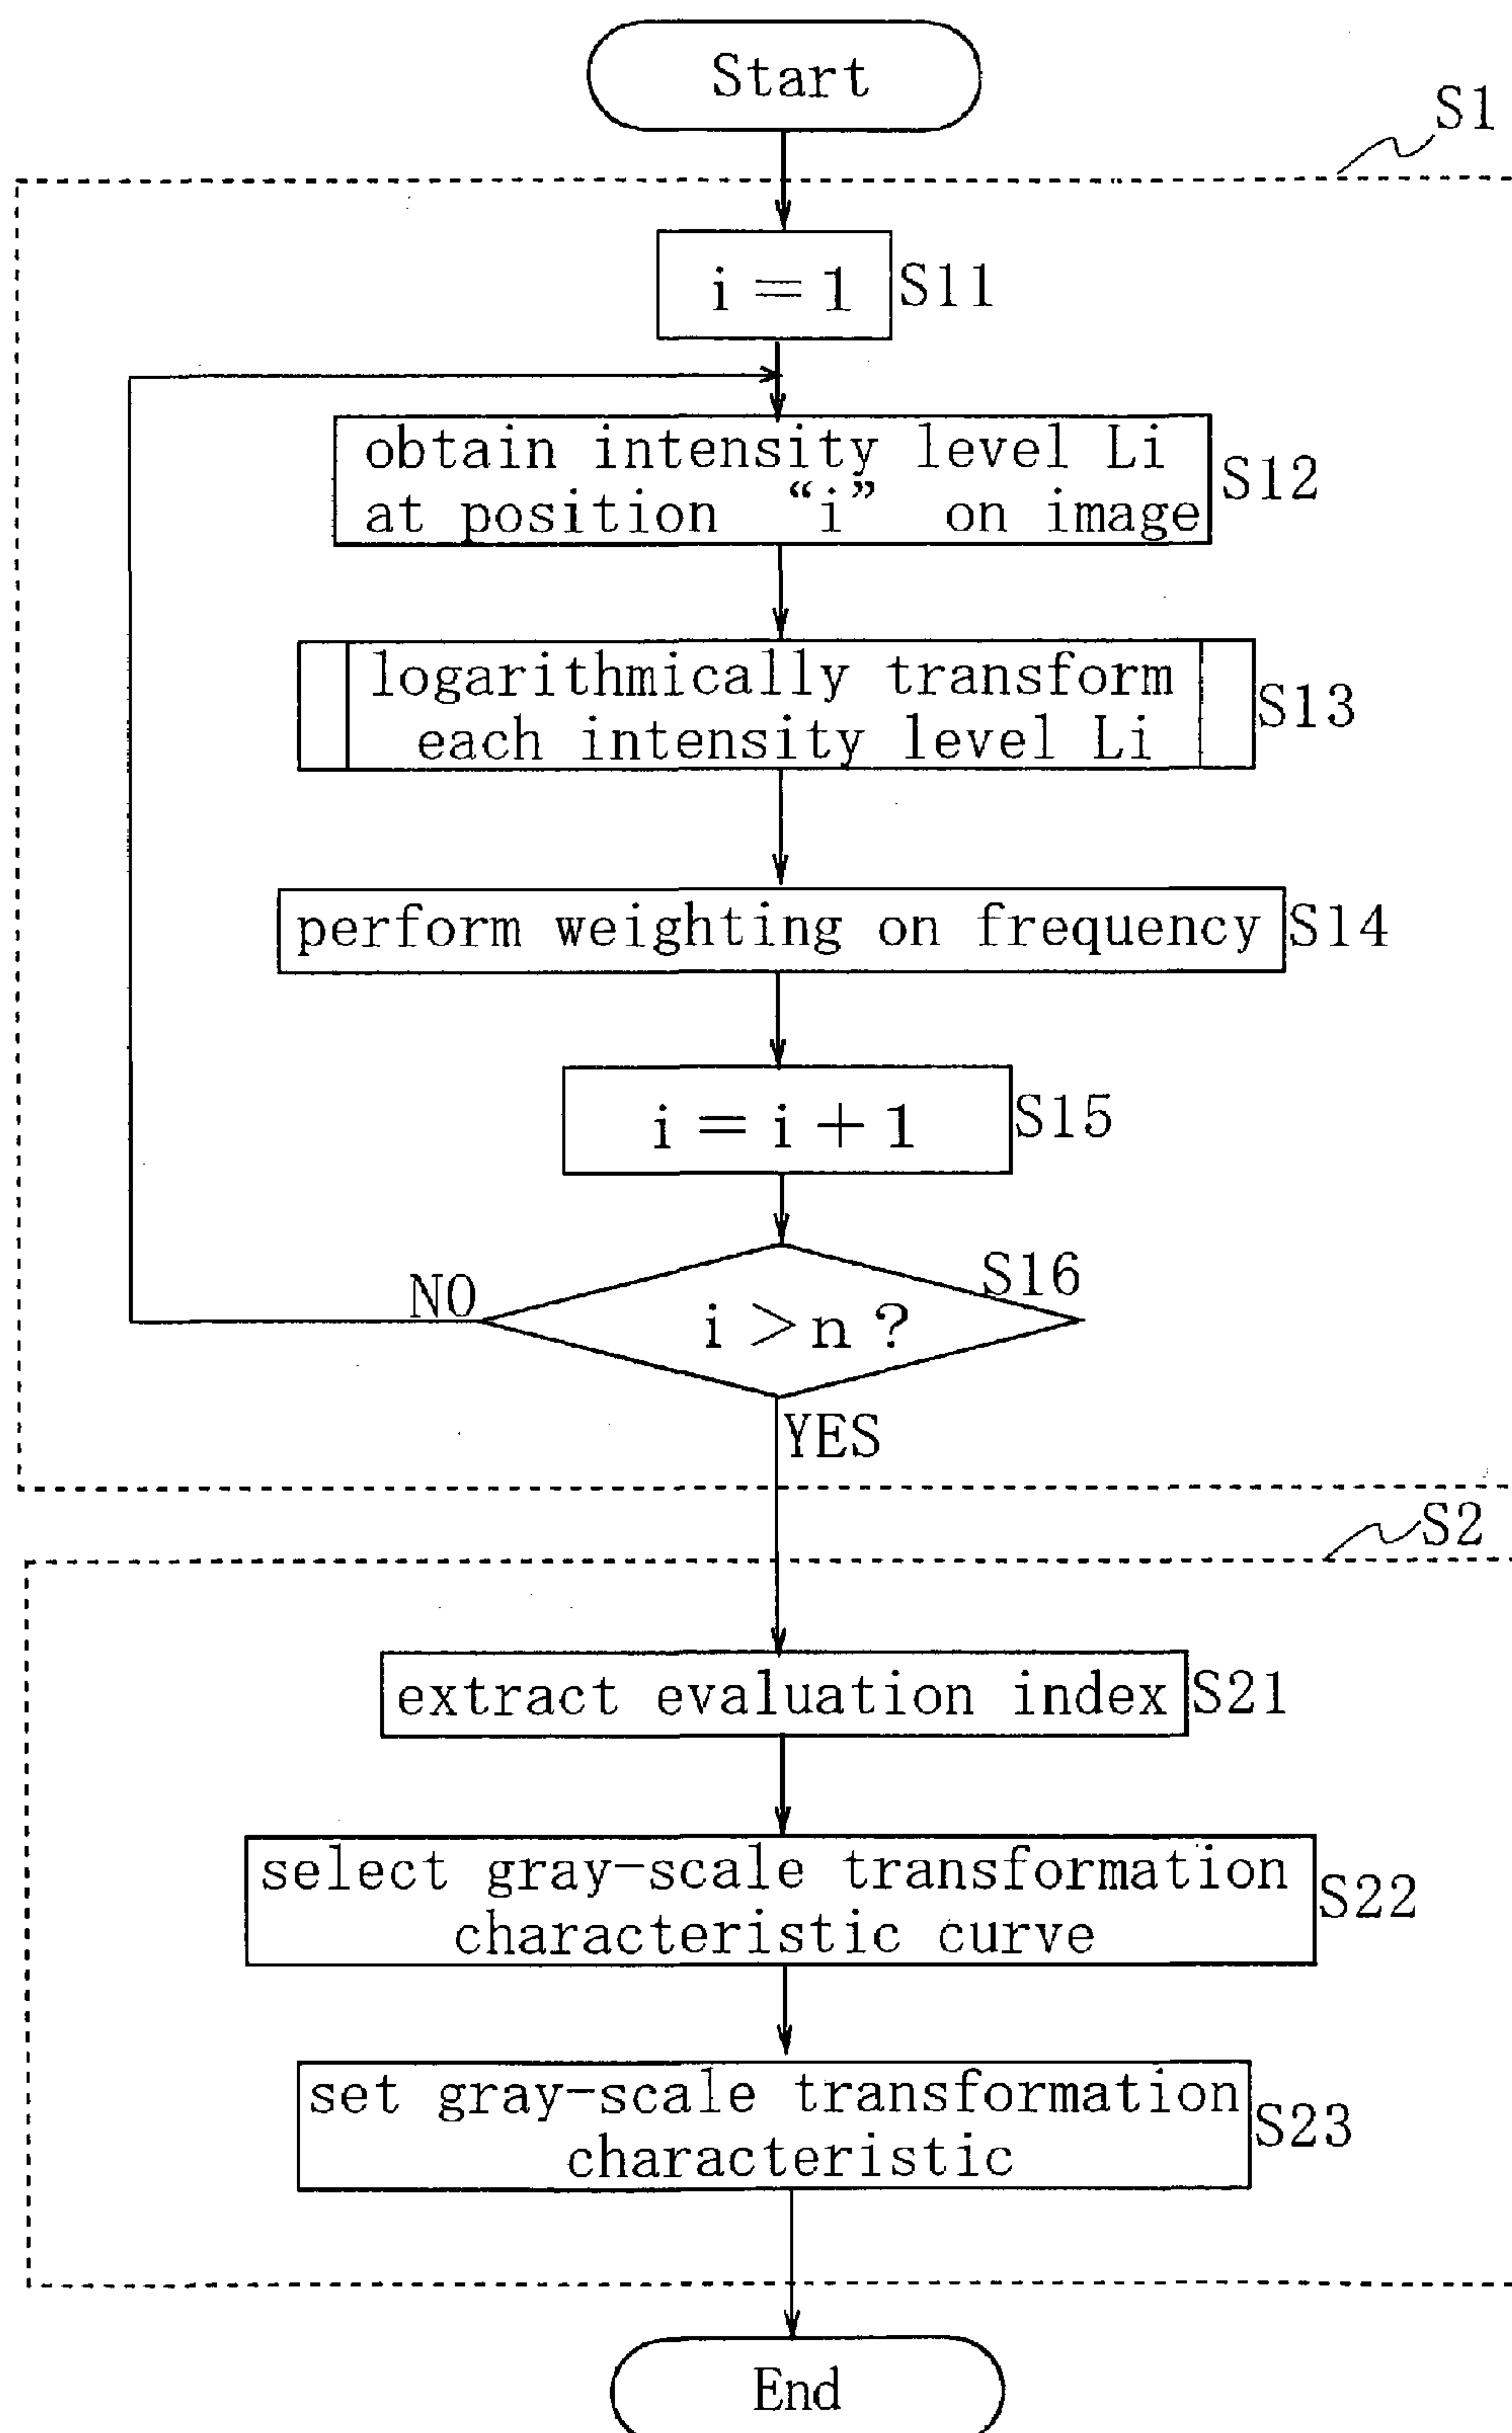 Start
S1
i=1
S11
obtain intensity level Li
at position “i” on image
S12
logarithmically transform
each intensity level Li
S13
perform weighting on frequency
S14
i=i+1
S15
S16
NO
i>n?
YES
S2
extract evaluation index
S21
select gray-scale transformation
characteristic curve
S22
set gray-scale transformation
characteristic
S23
End